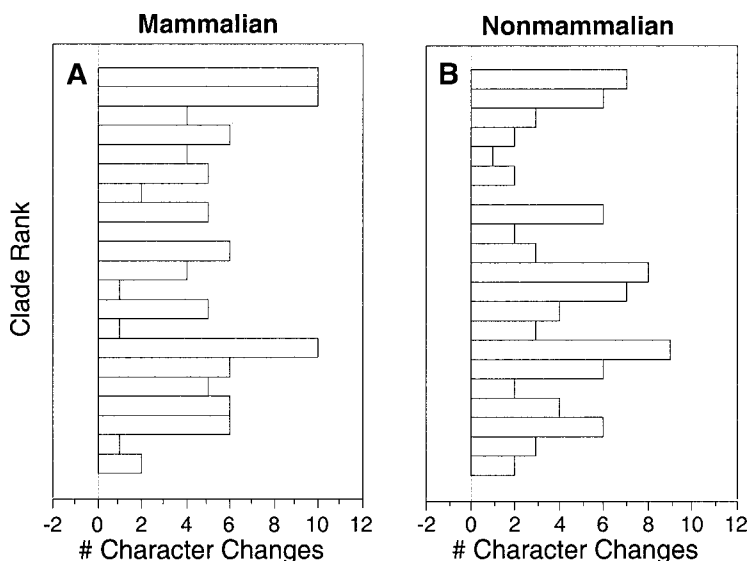 Mammalian
Nonmammalian
A
B
Clade Rank
-2 0 2 4 6 8 10 12
-2 0 2 4 6 8 10 12
# Character Changes
# Character Changes